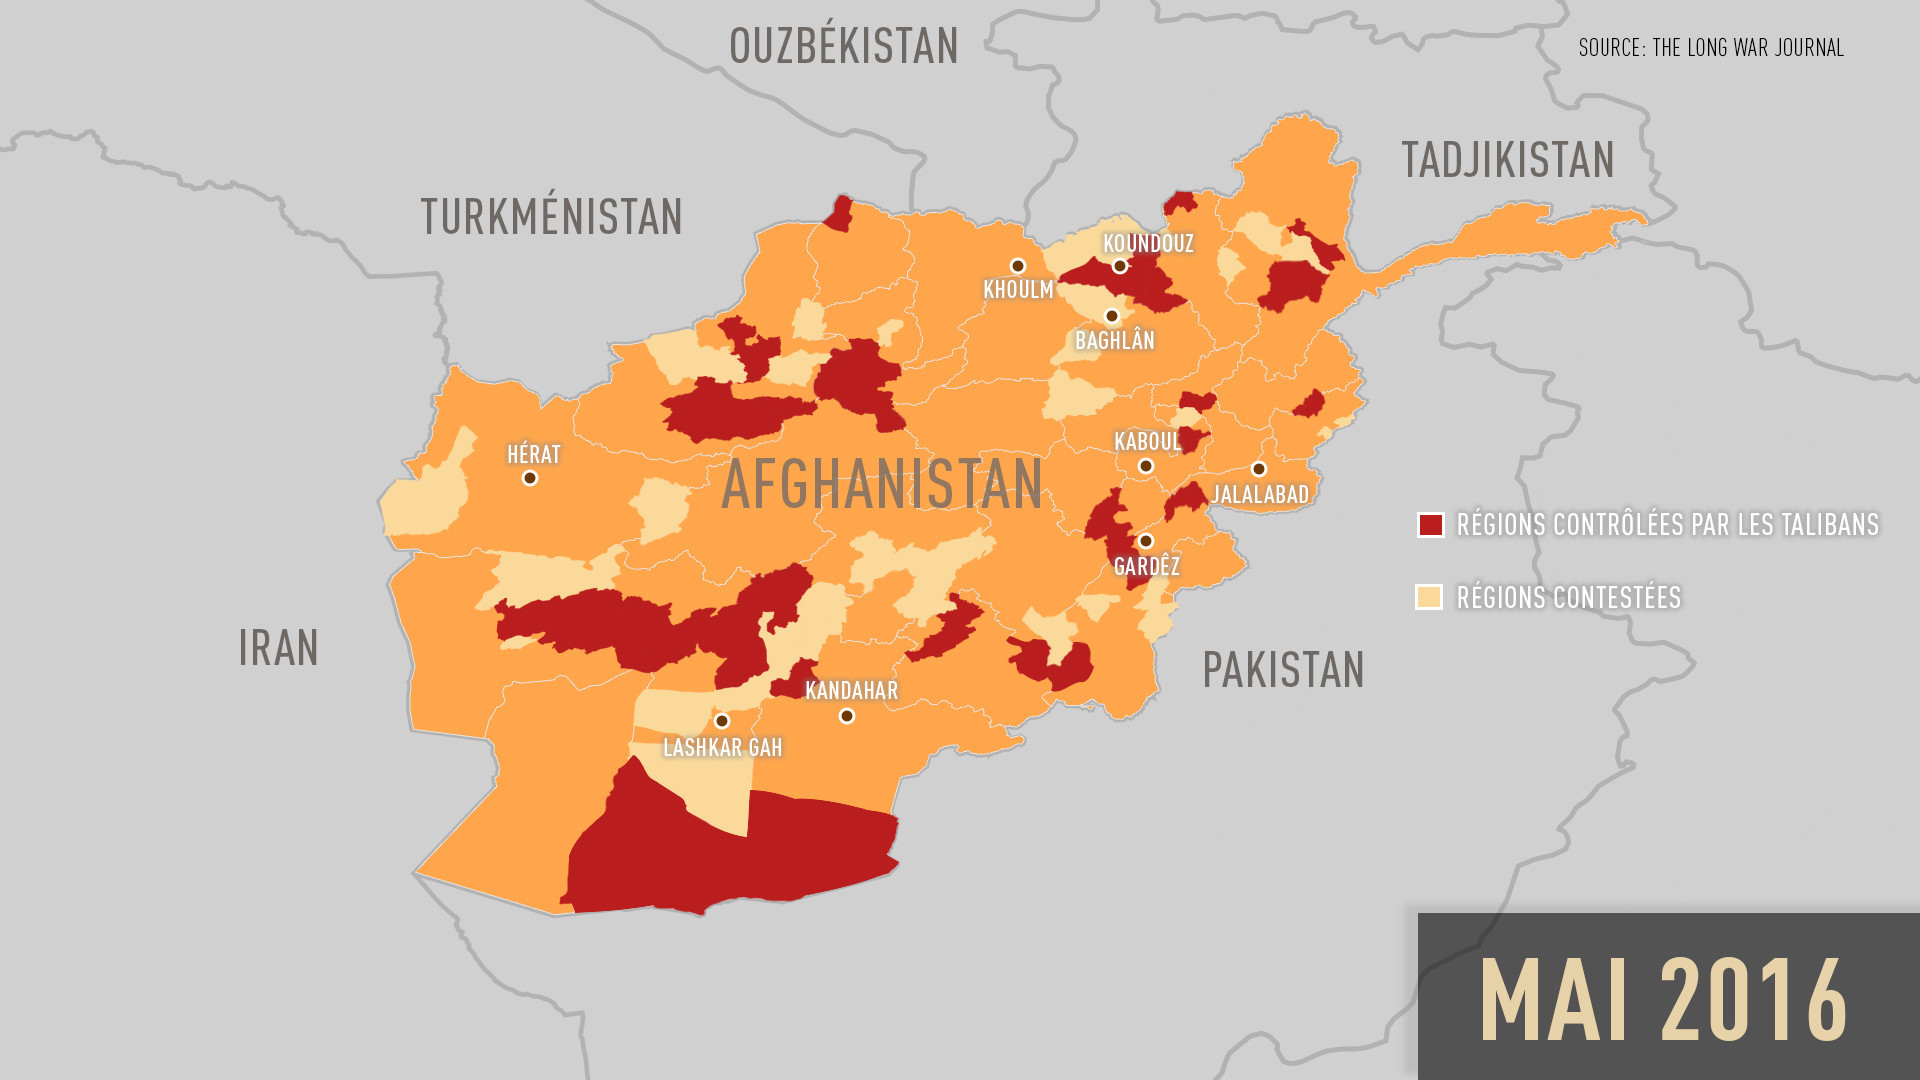 OUZBÉKISTAN
SOURCE: THE LONG WAR JOURNAL
TADJIKISTAN
TURKMÉNISTAN
KOUNDOUZ
KHOULM
BAGHLÂN
HÉRAT
KABOUL
AFGHANISTAN
JALALABAD
RÉGIONS CONTRÔLÉES PAR LES TALIBANS
GARDÊZ
RÉGIONS CONTESTÉES
IRAN
PAKISTAN
KANDAHAR
LASHKAR GAH
MAI 2016